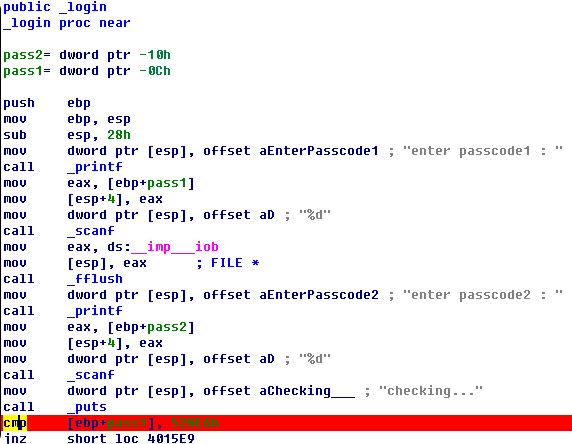 public _login
_login proc near
pass2= dword ptr -10h
pass1= dword ptr -0Ch
push ebp
mov ebp, esp
sub esp, 28h
mov dword ptr [esp], offset aEnterPasscode1 ; "enter passcode1 : "
call _printf
mov eax, [ebp+pass1]
mov [esp+4], eax
mov dword ptr [esp], offset aD ; "%d"
call _scanf
mov eax, ds:__imp___iob
mov [esp], eax ; FILE *
call _fflush
mov dword ptr [esp], offset aEnterPasscode2 ; "enter passcode2 : "
call _printf
mov eax, [ebp+pass2]
mov [esp+4], eax
mov dword ptr [esp], offset aD ; "%d"
call _scanf
mov dword ptr [esp], offset aChecking___ ; "checking..."
call _puts
cmp [ebp+pass1], 528E6h
jnz short loc_4015E9